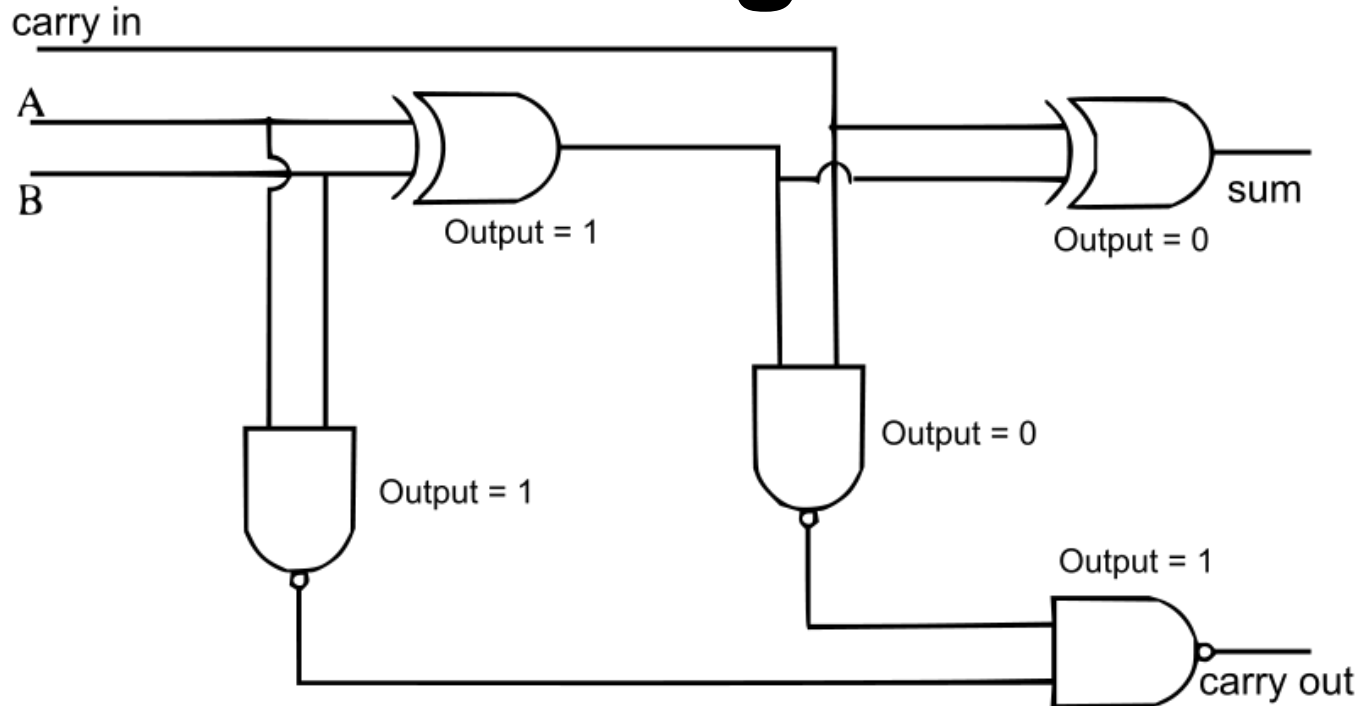 carry in
A
B
Output = 1
sum
Output = 0
Output = 0
Output = 1
Output = 1
carry out